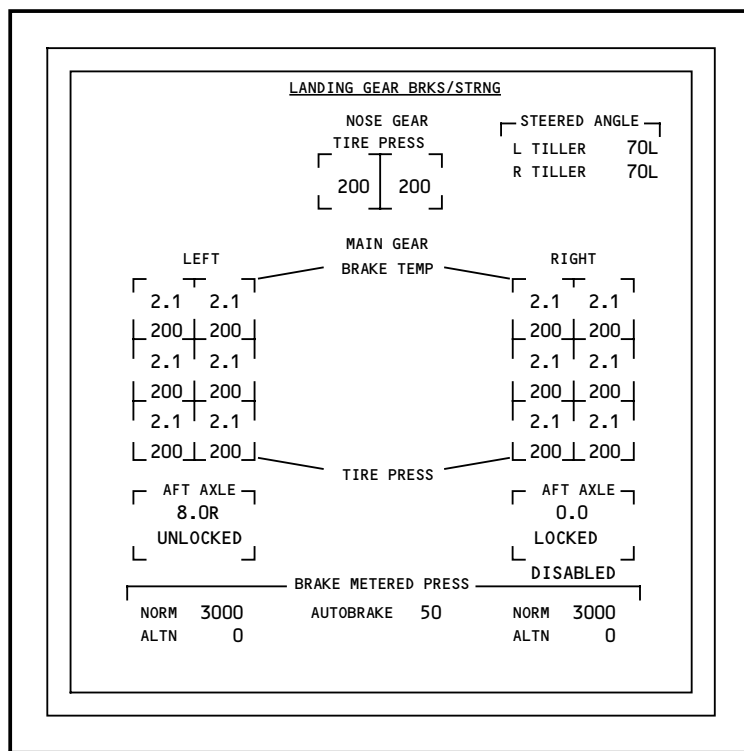 LANDING GEAR BRKS/STRNG
NOSE GEAR
STEERED ANGLE
TIRE PRESS
L TILLER 70L
R TILLER 70L
200 200
MAIN GEAR
LEFT BRAKE TEMP RIGHT
2.1 2.1 2.1 2.1
200 200 200 200
2.1 2.1 2.1 2.1
200 200 200 200
2.1 2.1 2.1 2.1
200 200 200 200
TIRE PRESS
AFT AXLE AFT AXLE
8.0R 0.0
UNLOCKED LOCKED
DISABLED
BRAKE METERED PRESS
NORM 3000 AUTOBRAKE 50 NORM 3000
ALTN 0 ALTN 0